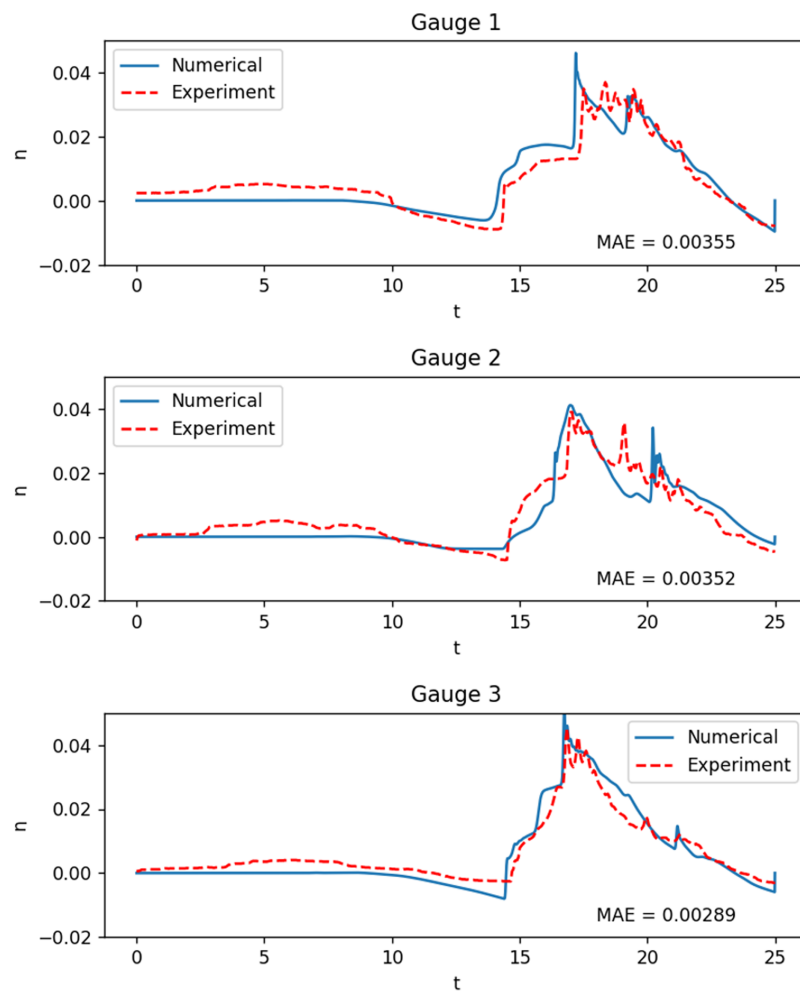 Gauge 1
Numerical
Experiment
0.04
0.02
0.00
−0.02
n
MAE = 0.00355
0 5 10 15 20 25
t
Gauge 2
Numerical
Experiment
0.04
0.02
0.00
−0.02
n
MAE = 0.00352
0 5 10 15 20 25
t
Gauge 3
Numerical
Experiment
0.04
0.02
0.00
−0.02
n
MAE = 0.00289
0 5 10 15 20 25
t